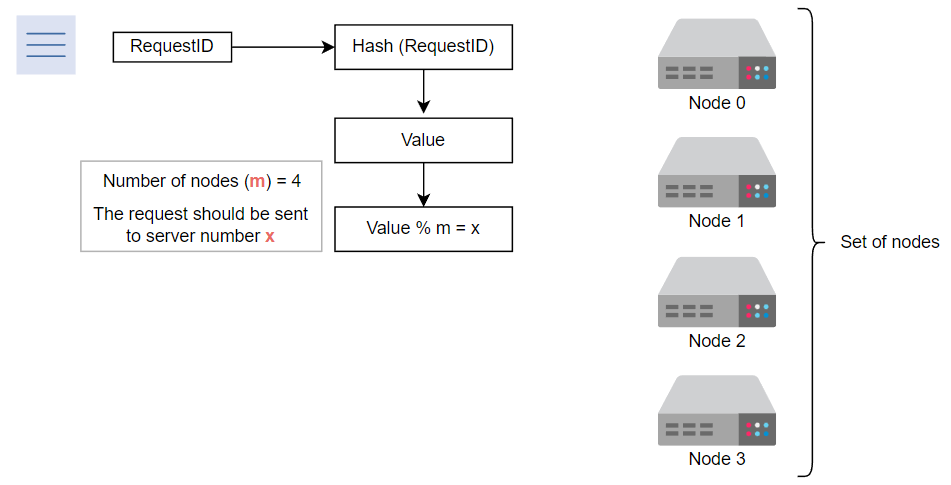 RequestID
Hash (RequestID)
Value
Number of nodes (m) = 4
The request should be sent
to server number x
Value % m = x
Node 0
Node 1
Node 2
Node 3
Set of nodes